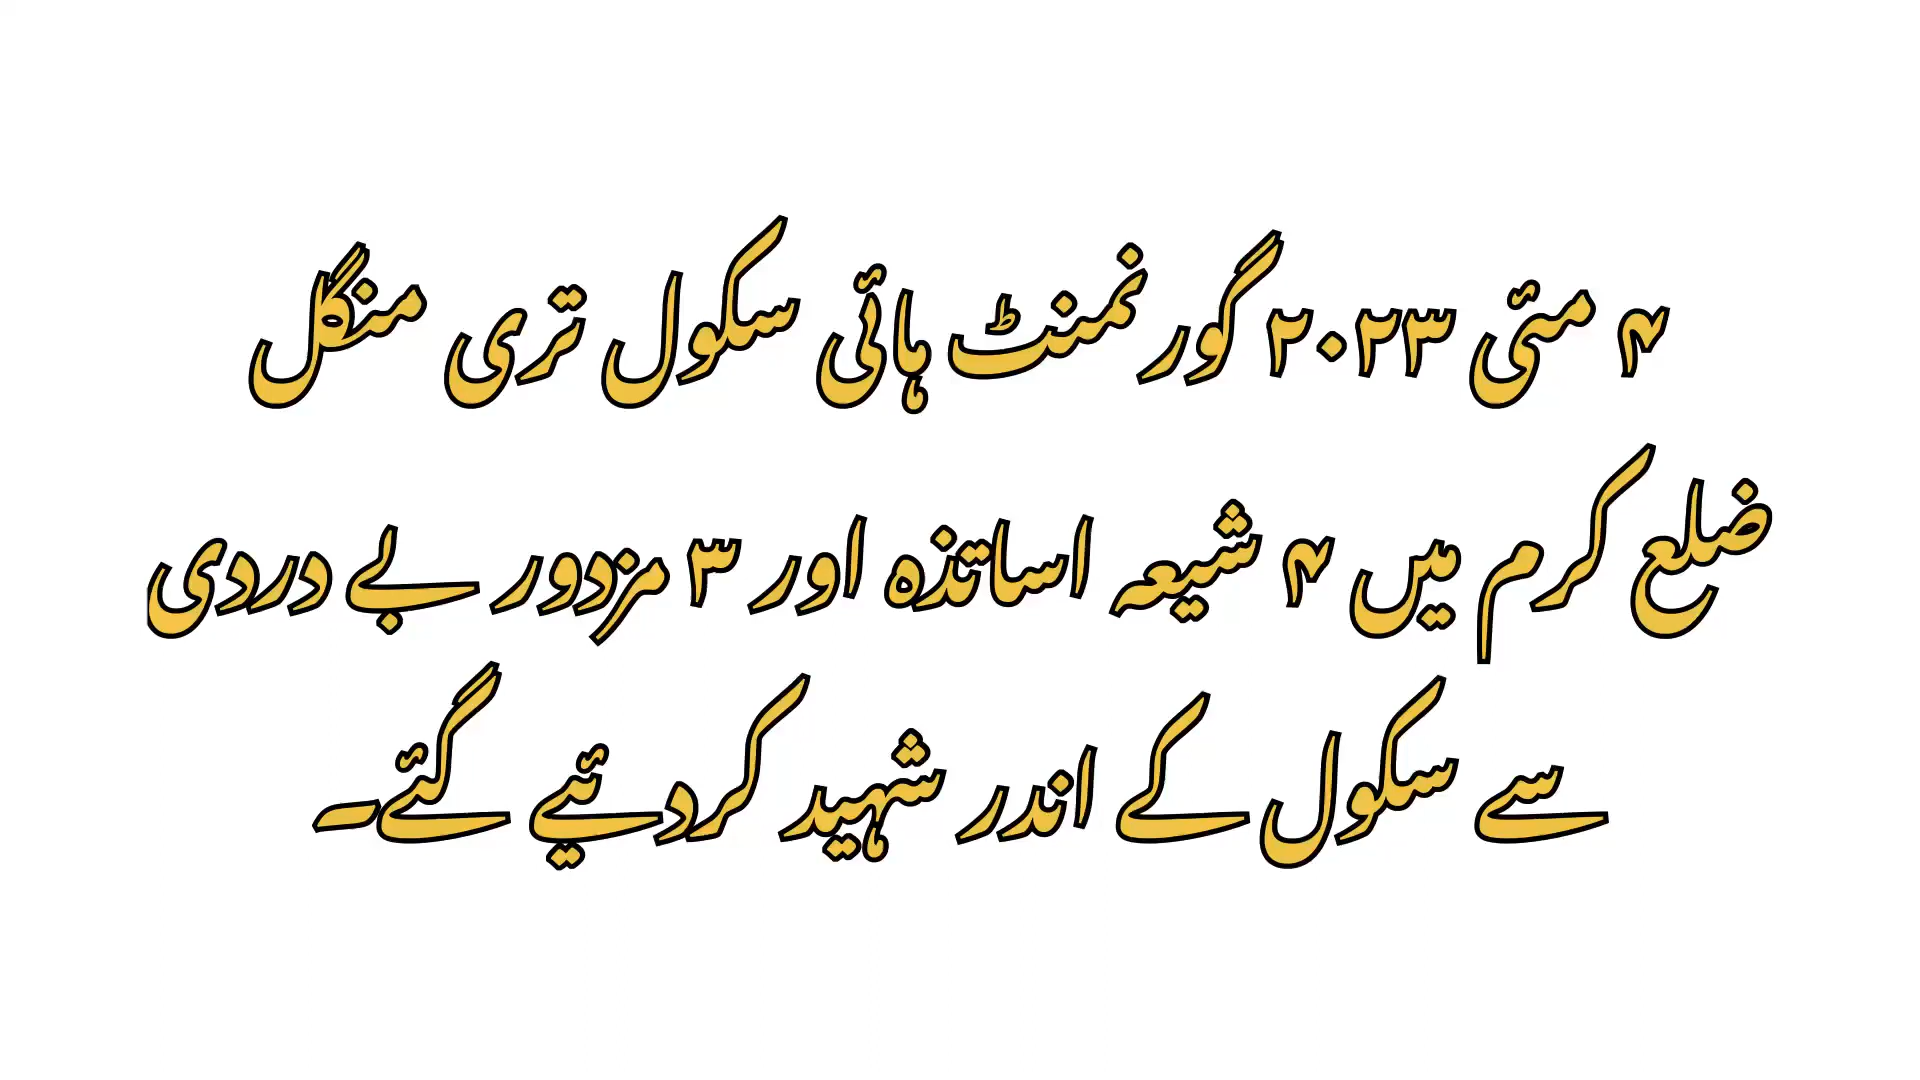 ۴ مئی ۲۰۲۳ گورنمنٹ ہائی سکول تری منگل
ضلع کرم میں ۴ شیعہ اساتذہ اور ۳ مزدور بے دردی
سے سکول کے اندر شہید کردئیے گئے۔